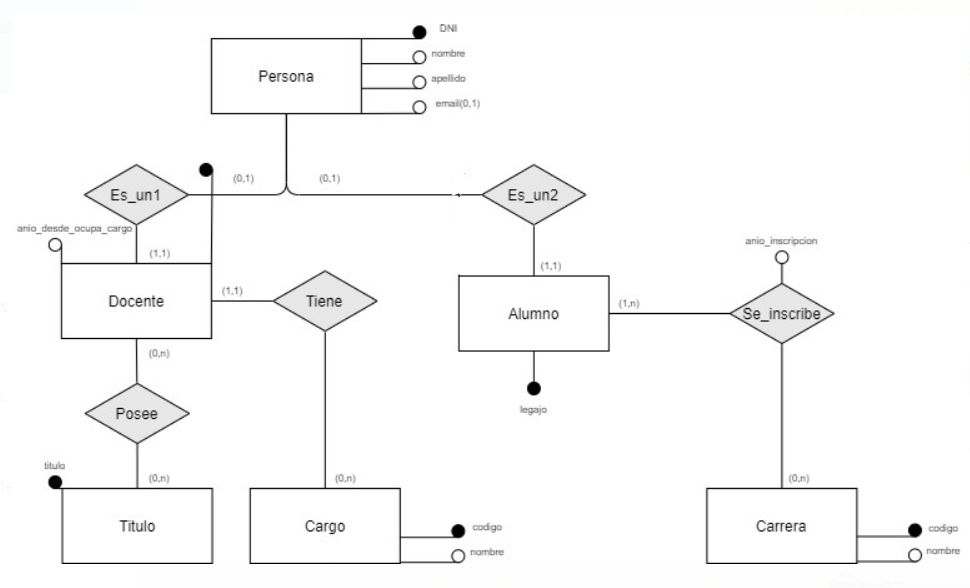 DNI
nombre
Persona
apellido
email(0,1)
(0,1)
(0,1)
Es_un1
Es_un2
anio_desde_ocupa_cargo
anio_inscripcion
(1,1)
(1,1)
(1,1)
Docente
Tiene
(1,n)
Alumno
Se_inscribe
(0,n)
Posee
legajo
titulo
(0,n)
(0,n)
(0,n)
Titulo
Cargo
codigo
nombre
Carrera
codigo
nombre